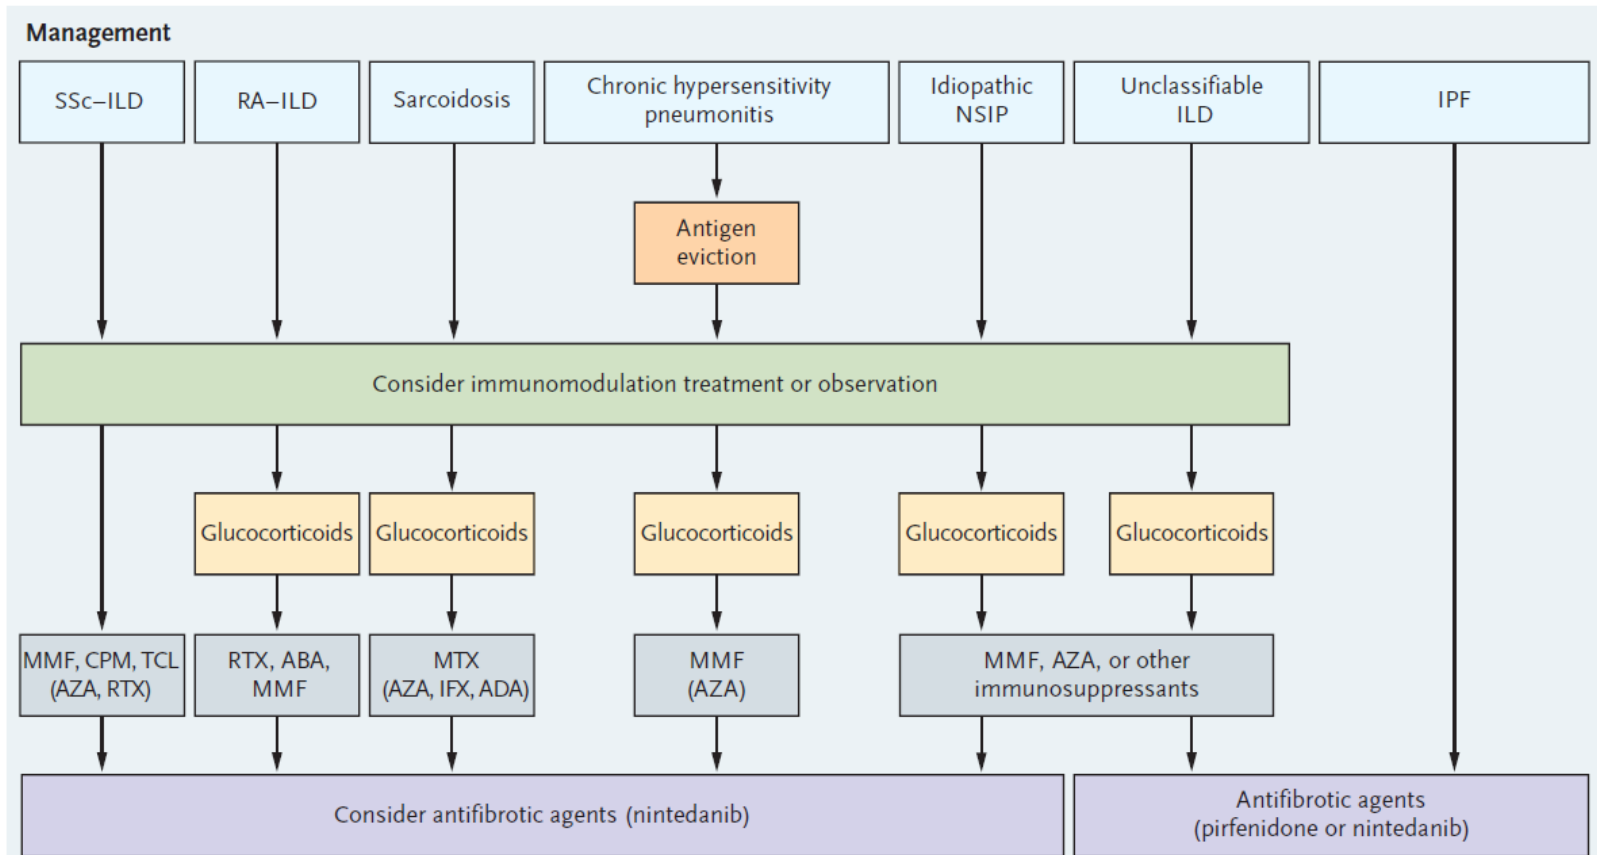 Management
SSc–ILD
RA–ILD
Sarcoidosis
Chronic hypersensitivity
pneumonitis
Idiopathic
NSIP
Unclassifiable
ILD
IPF
Antigen
eviction
Consider immunomodulation treatment or observation
Glucocorticoids
Glucocorticoids
Glucocorticoids
Glucocorticoids
Glucocorticoids
MMF, CPM, TCL
(AZA, RTX)
RTX, ABA,
MMF
MTX
(AZA, IFX, ADA)
MMF
(AZA)
MMF, AZA, or other
immunosuppressants
Consider antifibrotic agents (nintedanib)
Antifibrotic agents
(pirfenidone or nintedanib)